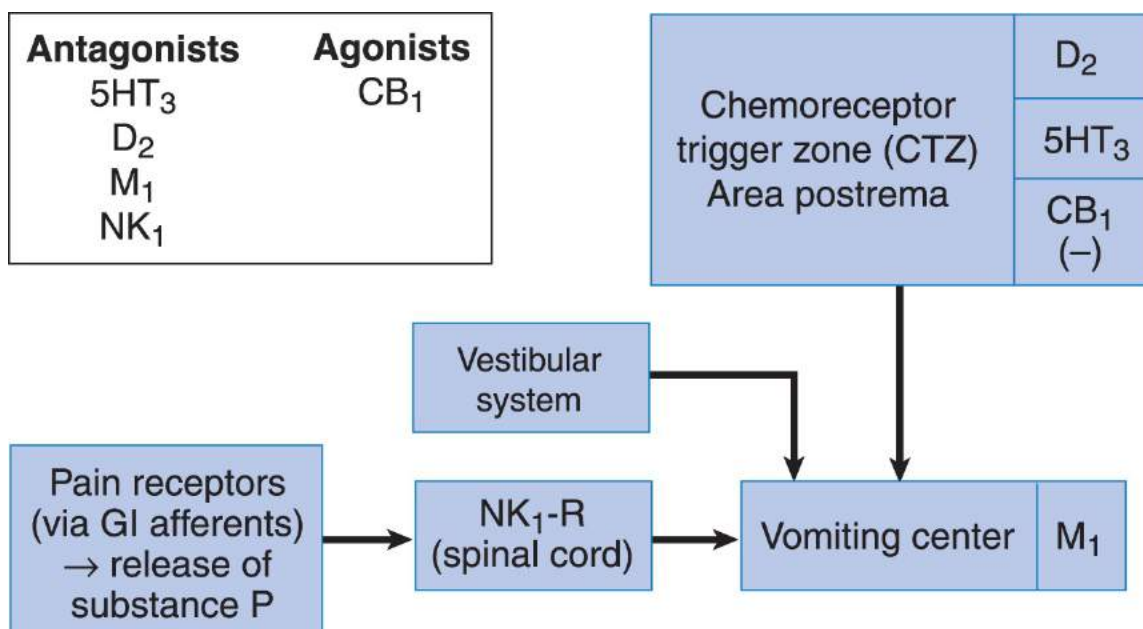 Antagonists Agonists
5HT₃ CB₁
D₂
M₁
NK₁
Chemoreceptor
trigger zone (CTZ)
Area postrema
D₂
5HT₃
CB₁
(–)
Vestibular
system
Pain receptors
(via GI afferents)
→ release of
substance P
NK₁-R
(spinal cord)
Vomiting center
M₁